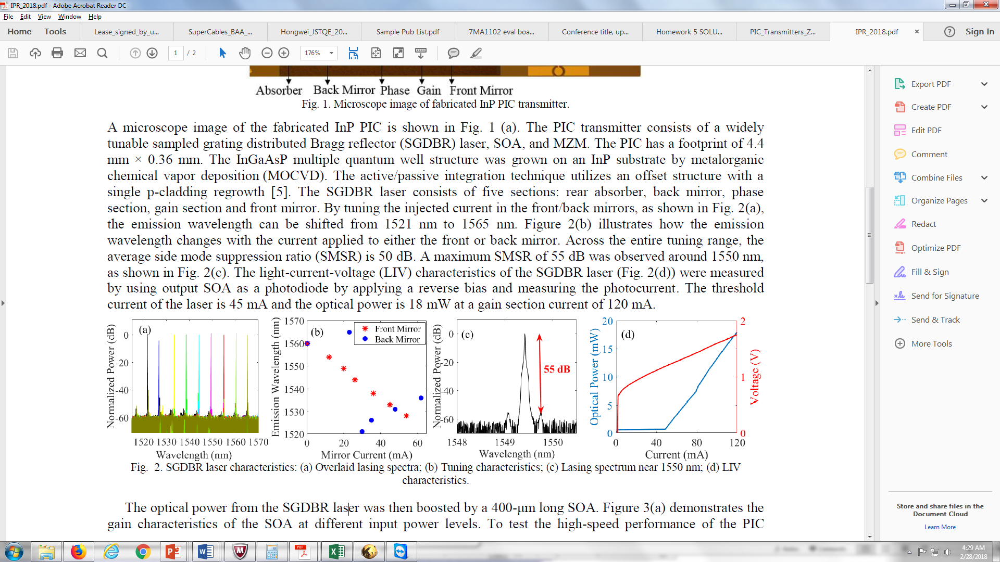 IPR_2018.pdf - Adobe Acrobat Reader DC
File Edit View Window Help
Home Tools Lease_signed_by_u... SuperCables_BAA_... Hongwei_JSTQE_20... Sample Pub List.pdf 7MA1102 eval boa... Conference title, up... Homework 5 SOLU... PIC_Transmitters_Z... IPR_2018.pdf × Sign In
1 / 2 176%
Absorber Back Mirror Phase Gain Front Mirror
Fig. 1. Microscope image of fabricated InP PIC transmitter.
A microscope image of the fabricated InP PIC is shown in Fig. 1 (a). The PIC transmitter consists of a widely
tunable sampled grating distributed Bragg reflector (SGDBR) laser, SOA, and MZM. The PIC has a footprint of 4.4
mm × 0.36 mm. The InGaAsP multiple quantum well structure was grown on an InP substrate by metalorganic
chemical vapor deposition (MOCVD). The active/passive integration technique utilizes an offset structure with a
single p-cladding regrowth [5]. The SGDBR laser consists of five sections: rear absorber, back mirror, phase
section, gain section and front mirror. By tuning the injected current in the front/back mirrors, as shown in Fig. 2(a),
the emission wavelength can be shifted from 1521 nm to 1565 nm. Figure 2(b) illustrates how the emission
wavelength changes with the current applied to either the front or back mirror. Across the entire tuning range, the
average side mode suppression ratio (SMSR) is 50 dB. A maximum SMSR of 55 dB was observed around 1550 nm,
as shown in Fig. 2(c). The light-current-voltage (LIV) characteristics of the SGDBR laser (Fig. 2(d)) were measured
by using output SOA as a photodiode by applying a reverse bias and measuring the photocurrent. The threshold
current of the laser is 45 mA and the optical power is 18 mW at a gain section current of 120 mA.
(a)
Normalized Power (dB)
0
-20
-40
-60
1520 1530 1540 1550 1560 1570
Wavelength (nm)
(b)
Front Mirror
Back Mirror
Emission Wavelength (nm)
1570
1560
1550
1540
1530
1520
0 20 40 60
Mirror Current (mA)
(c)
55 dB
Normalized Power (dB)
0
-20
-40
-60
1548 1549 1550
Wavelength (nm)
(d)
Optical Power (mW)
20
15
10
5
0
Voltage (V)
2
1
0
0 40 80 120
Current (mA)
Fig. 2. SGDBR laser characteristics: (a) Overlaid lasing spectra; (b) Tuning characteristics; (c) Lasing spectrum near 1550 nm; (d) LIV
characteristics.
The optical power from the SGDBR laser was then boosted by a 400-μm long SOA. Figure 3(a) demonstrates the
gain characteristics of the SOA at different input power levels. To test the high-speed performance of the PIC
Export PDF
Create PDF
Edit PDF
Comment
Combine Files
Organize Pages
Redact
Optimize PDF
Fill & Sign
Send for Signature
Send & Track
More Tools
Store and share files in the
Document Cloud
Learn More
4:29 AM
2/28/2018